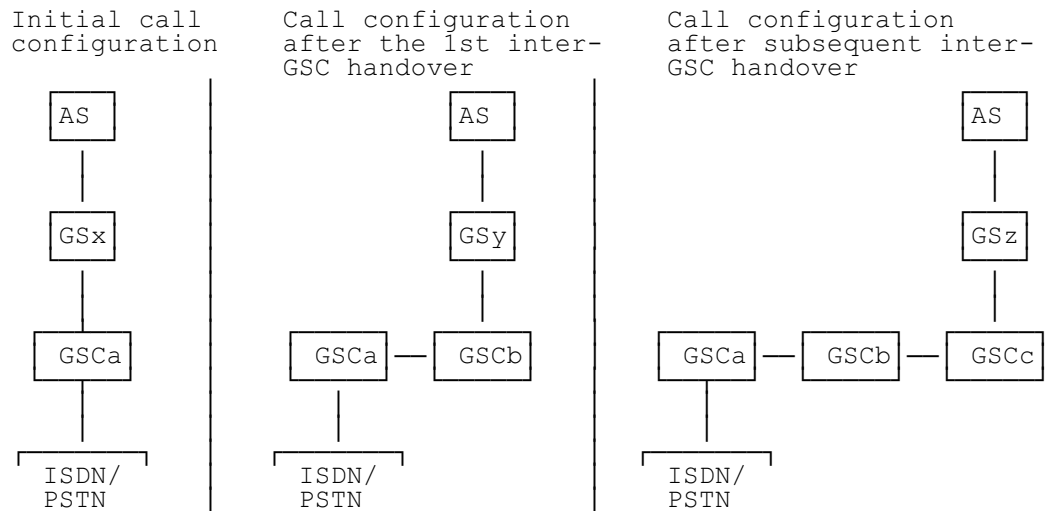 Initial call
configuration
Call configuration
after the 1st inter-
GSC handover
Call configuration
after subsequent inter-
GSC handover
AS
AS
AS
GSx
GSy
GSz
GSCa
GSCa
GSCb
GSCa
GSCb
GSCc
ISDN/
PSTN
ISDN/
PSTN
ISDN/
PSTN